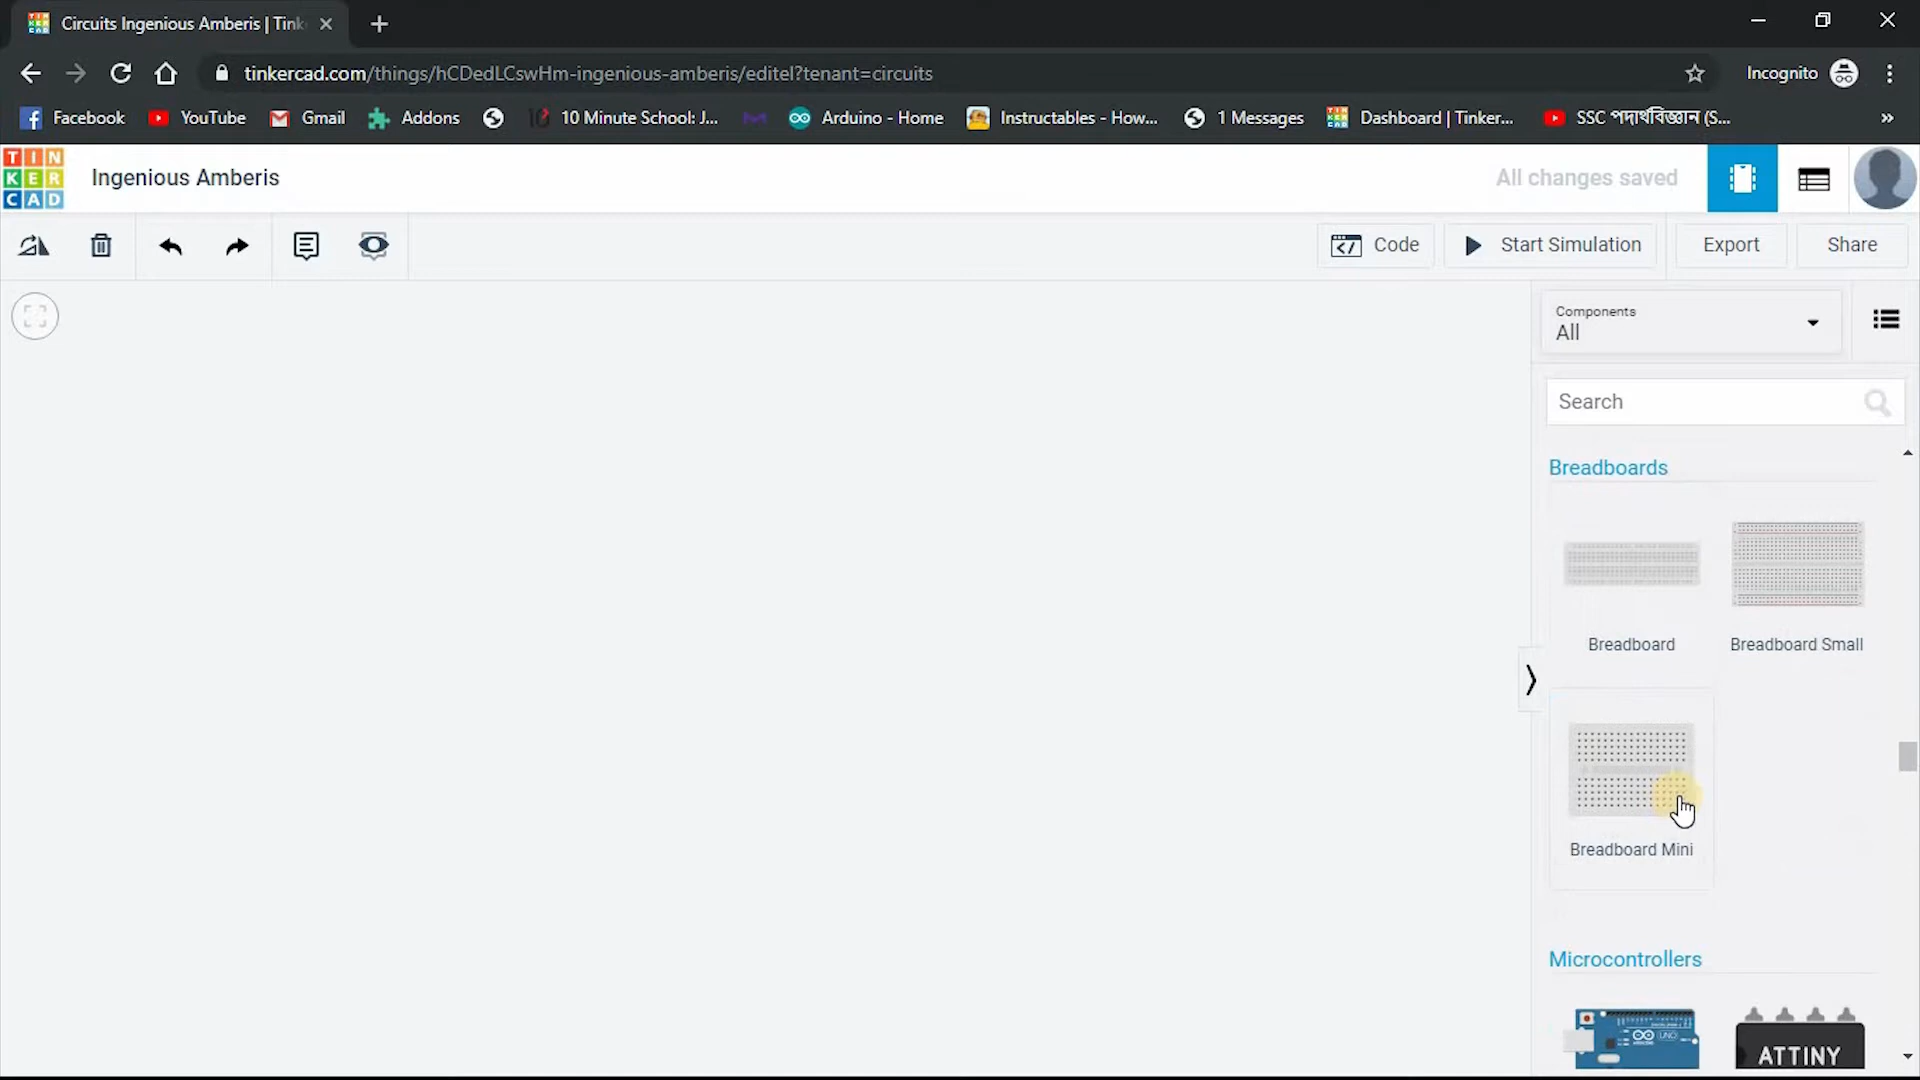 Circuits Ingenious Amberis | Tink
tinkercad.com/things/hCDedLCswHm-ingenious-amberis/editel?tenant=circuits
Incognito
Facebook
YouTube
Gmail
Addons
10 Minute School: J...
Arduino - Home
Instructables - How...
1 Messages
Dashboard | Tinker...
SSC পদার্থবিজ্ঞান (S...
»
TIN
KER
CAD
Ingenious Amberis
All changes saved
Code
Start Simulation
Export
Share
Components
All
Search
Breadboards
Breadboard
Breadboard Small
Breadboard Mini
Microcontrollers
UNO
ATTINY